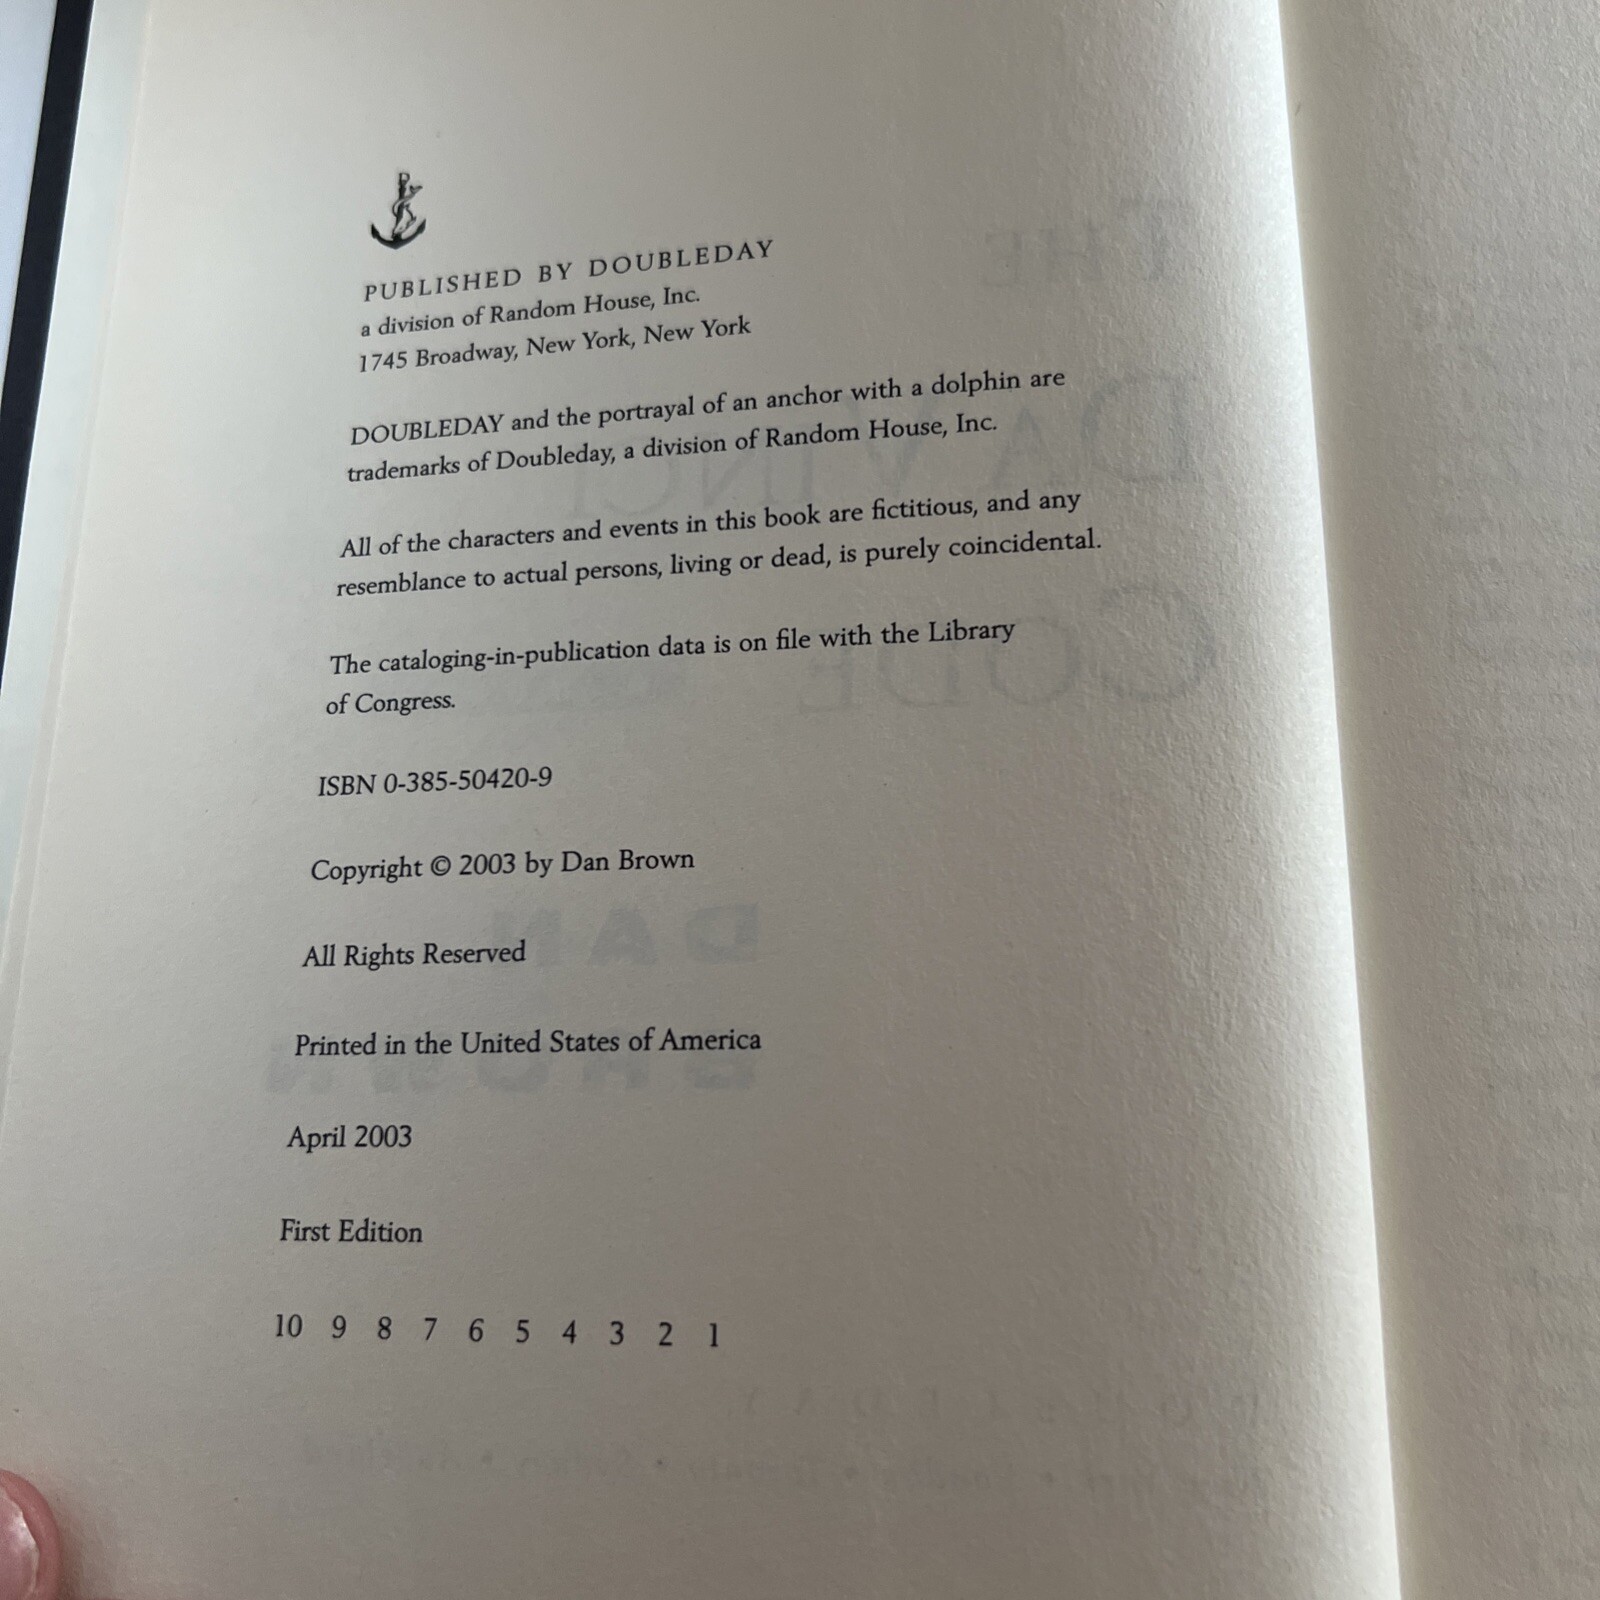 PUBLISHED BY DOUBLEDAY
a division of Random House, Inc.
1745 Broadway, New York, New York
DOUBLEDAY and the portrayal of an anchor with a dolphin are
trademarks of Doubleday, a division of Random House, Inc.
All of the characters and events in this book are fictitious, and any
resemblance to actual persons, living or dead, is purely coincidental.
The cataloging-in-publication data is on file with the Library
of Congress.
ISBN 0-385-50420-9
Copyright © 2003 by Dan Brown
All Rights Reserved
Printed in the United States of America
April 2003
First Edition
10 9 8 7 6 5 4 3 2 1